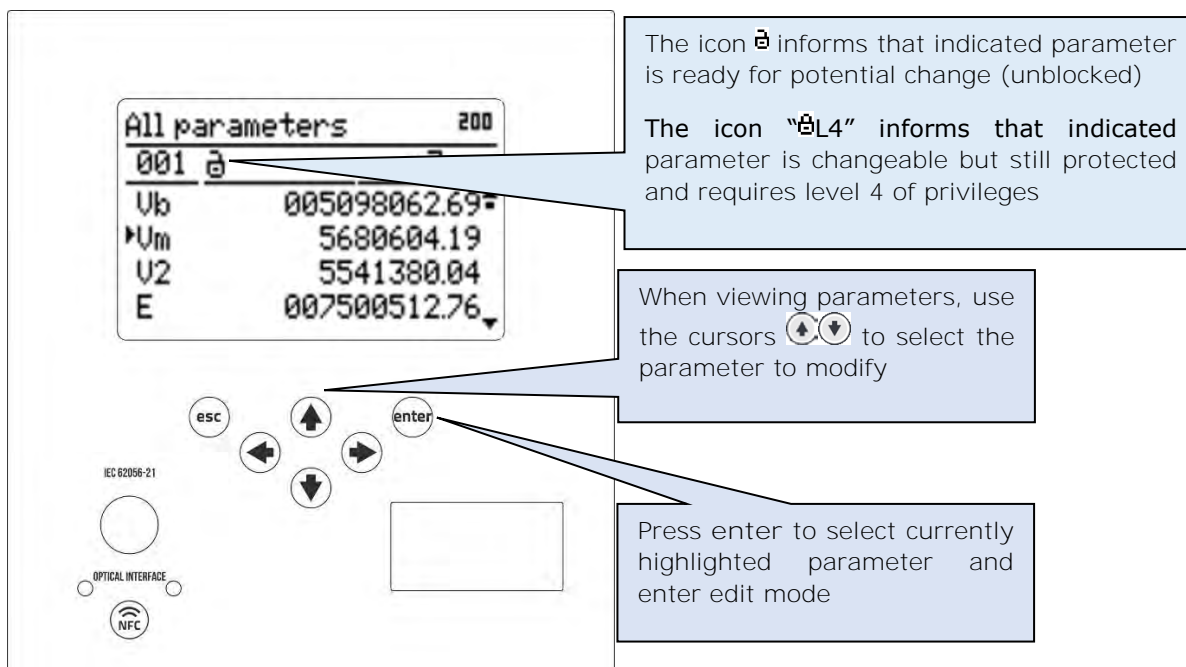 All parameters 200
001
Vb 005098062.69
Vm 5680604.19
V2 5541380.04
E 007500512.76
esc
enter
IEC 62056-21
OPTICAL INTERFACE
NFC
The icon informs that indicated parameter
is ready for potential change (unblocked)
The icon “L4” informs that indicated
parameter is changeable but still protected
and requires level 4 of privileges
When viewing parameters, use
the cursors to select the
parameter to modify
Press enter to select currently
highlighted parameter and
enter edit mode